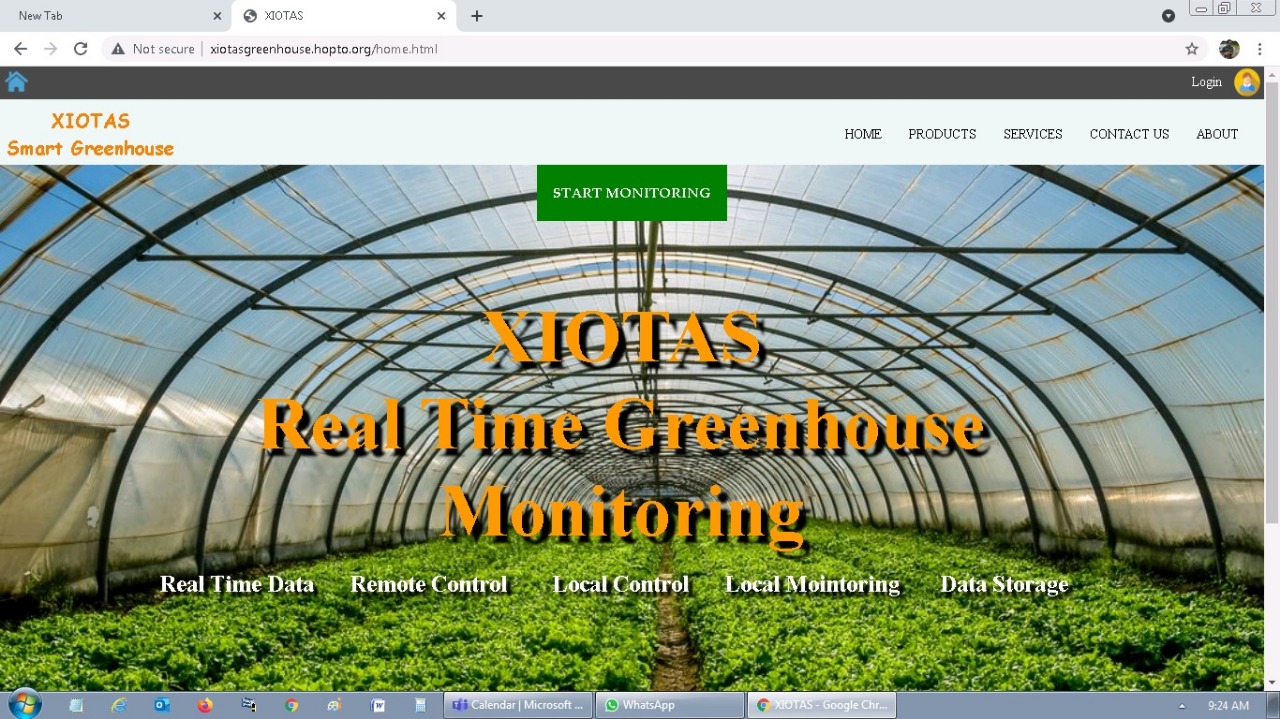 New Tab
XIOTAS
Not secure
xiotasgreenhouse.hopto.org/home.html
Login
XIOTAS
Smart Greenhouse
HOME PRODUCTS SERVICES CONTACT US ABOUT
START MONITORING
XIOTAS
Real Time Greenhouse
Monitoring
Real Time Data Remote Control Local Control Local Mointoring Data Storage
Calendar | Microsoft ... WhatsApp XIOTAS - Google Chr... 9:24 AM